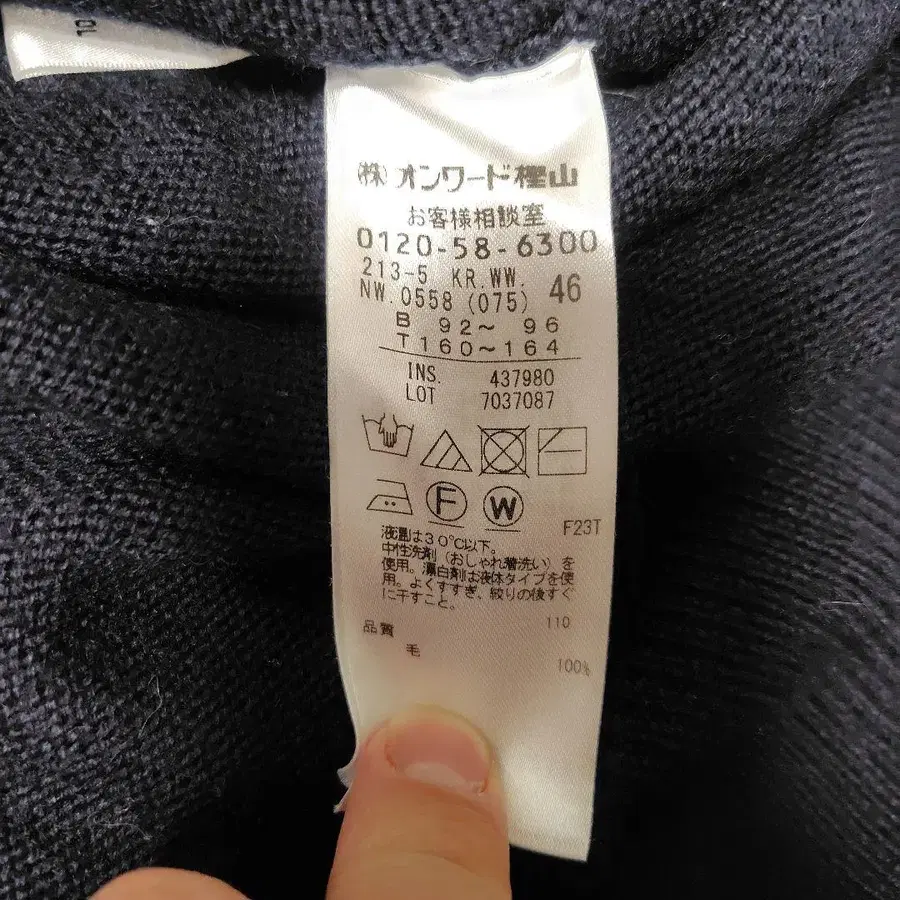 10
(株)オンワード樫山
お客様相談室
0120-58-6300
213-5 KR.WW.
NW.0558 (075) 46
B 92～ 96
T 160～164
INS. 437980
LOT 7037087
F W
F23T
液温は30℃以下。
中性洗剤（おしゃれ着洗い）を
使用。漂白剤は液体タイプを使
用。よくすすぎ、絞りの後すぐ
に干すこと。
110
品質
毛 100%